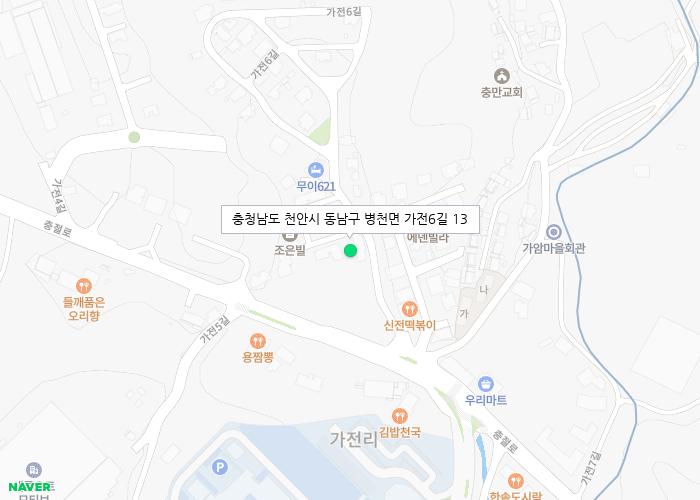 가전6길
가전6길
충만교회
무이621
가전4길
충청남도 천안시 동남구 병천면 가전6길 13
충절로
조은빌
에덴빌라
가암마을회관
나
가
들깨품은
오리향
가전5길
신전떡볶이
용짬뽕
우리마트
김밥천국
가전리
충절로
P
가전7길
한솥도시락
NAVER